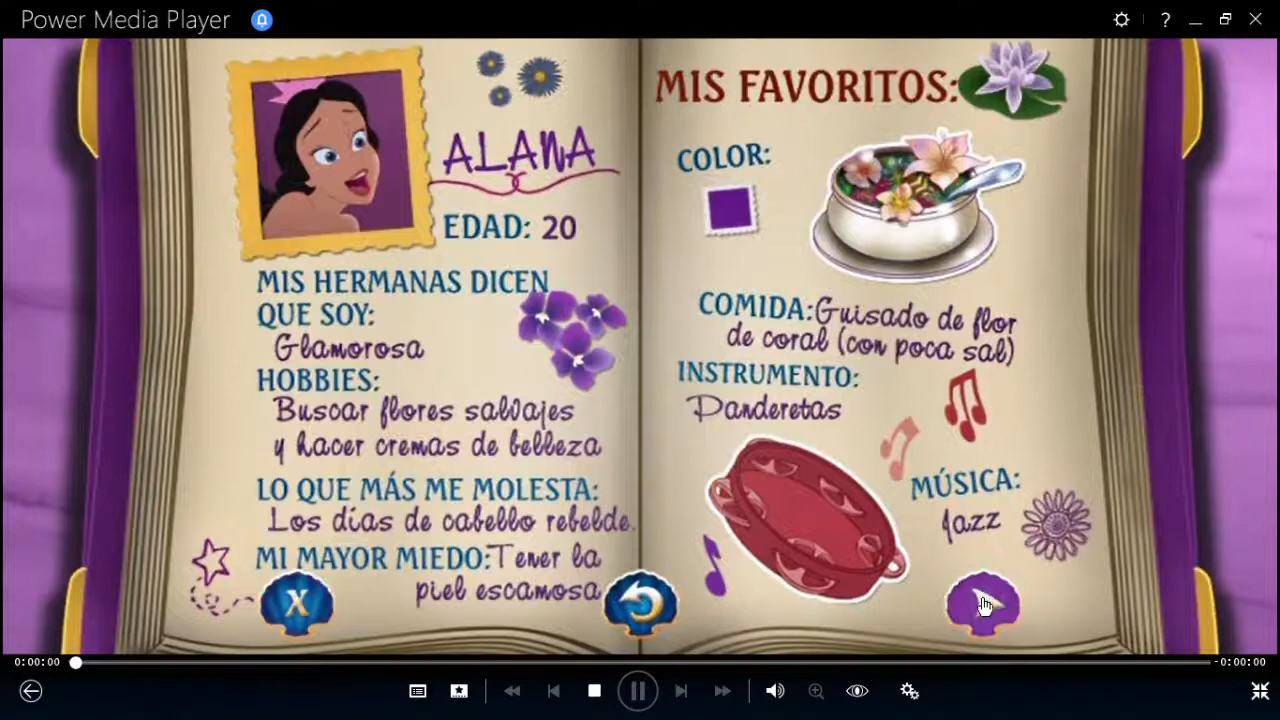 Power Media Player
ALANA
EDAD: 20
MIS HERMANAS DICEN
QUE SOY:
Glamorosa
HOBBIES:
Buscar flores salvajes
y hacer cremas de belleza
LO QUE MÁS ME MOLESTA:
Los días de cabello rebelde.
MI MAYOR MIEDO: Tener la
piel escamosa
X
MIS FAVORITOS:
COLOR:
COMIDA: Guisado de flor
de coral (con poca sal)
INSTRUMENTO:
Panderetas
MÚSICA:
Jazz
0:00:00
-0:00:00